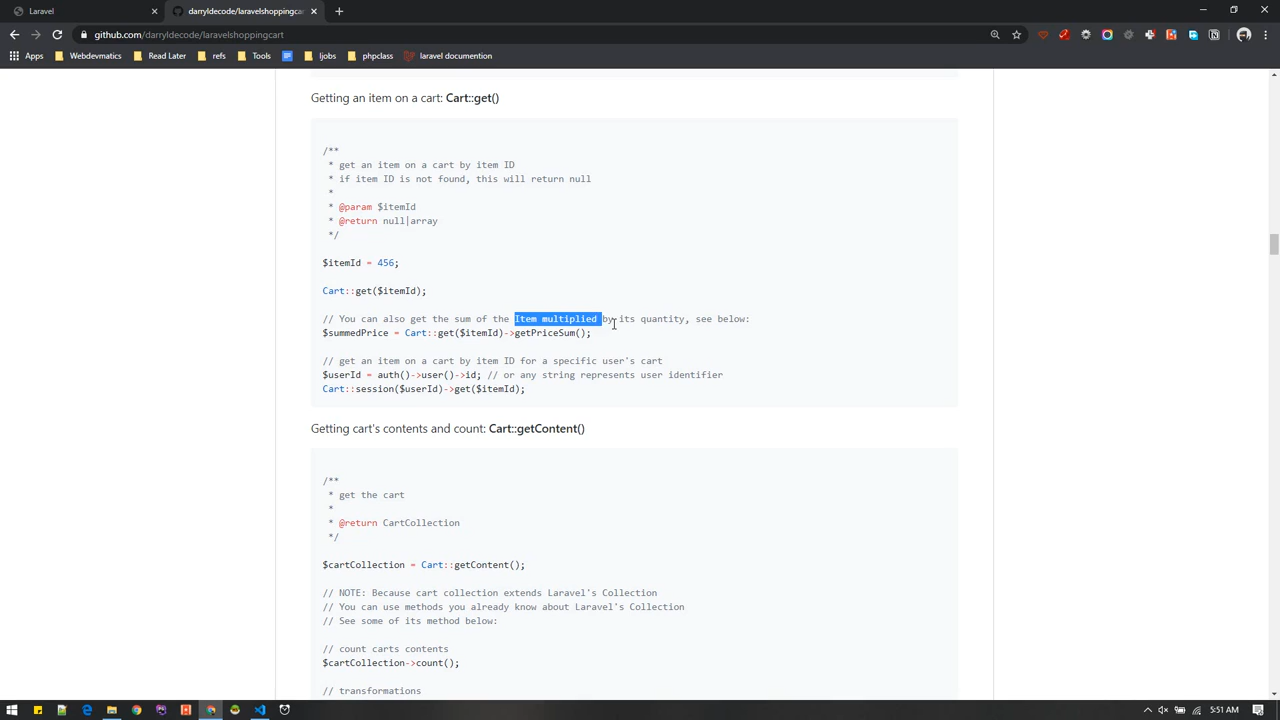 Laravel
darryldecode/laravelshoppingcar
github.com/darryldecode/laravelshoppingcart
Apps
Webdevmatics
Read Later
refs
Tools
ljobs
phpclass
laravel documention
Getting an item on a cart: Cart::get()
/**
* get an item on a cart by item ID
* if item ID is not found, this will return null
*
* @param $itemId
* @return null|array
*/
$itemId = 456;
Cart::get($itemId);
// You can also get the sum of the Item multiplied by its quantity, see below:
$summedPrice = Cart::get($itemId)->getPriceSum();
// get an item on a cart by item ID for a specific user's cart
$userId = auth()->user()->id; // or any string represents user identifier
Cart::session($userId)->get($itemId);
Getting cart's contents and count: Cart::getContent()
/**
* get the cart
*
* @return CartCollection
*/
$cartCollection = Cart::getContent();
// NOTE: Because cart collection extends Laravel's Collection
// You can use methods you already know about Laravel's Collection
// See some of its method below:
// count carts contents
$cartCollection->count();
// transformations
5:51 AM